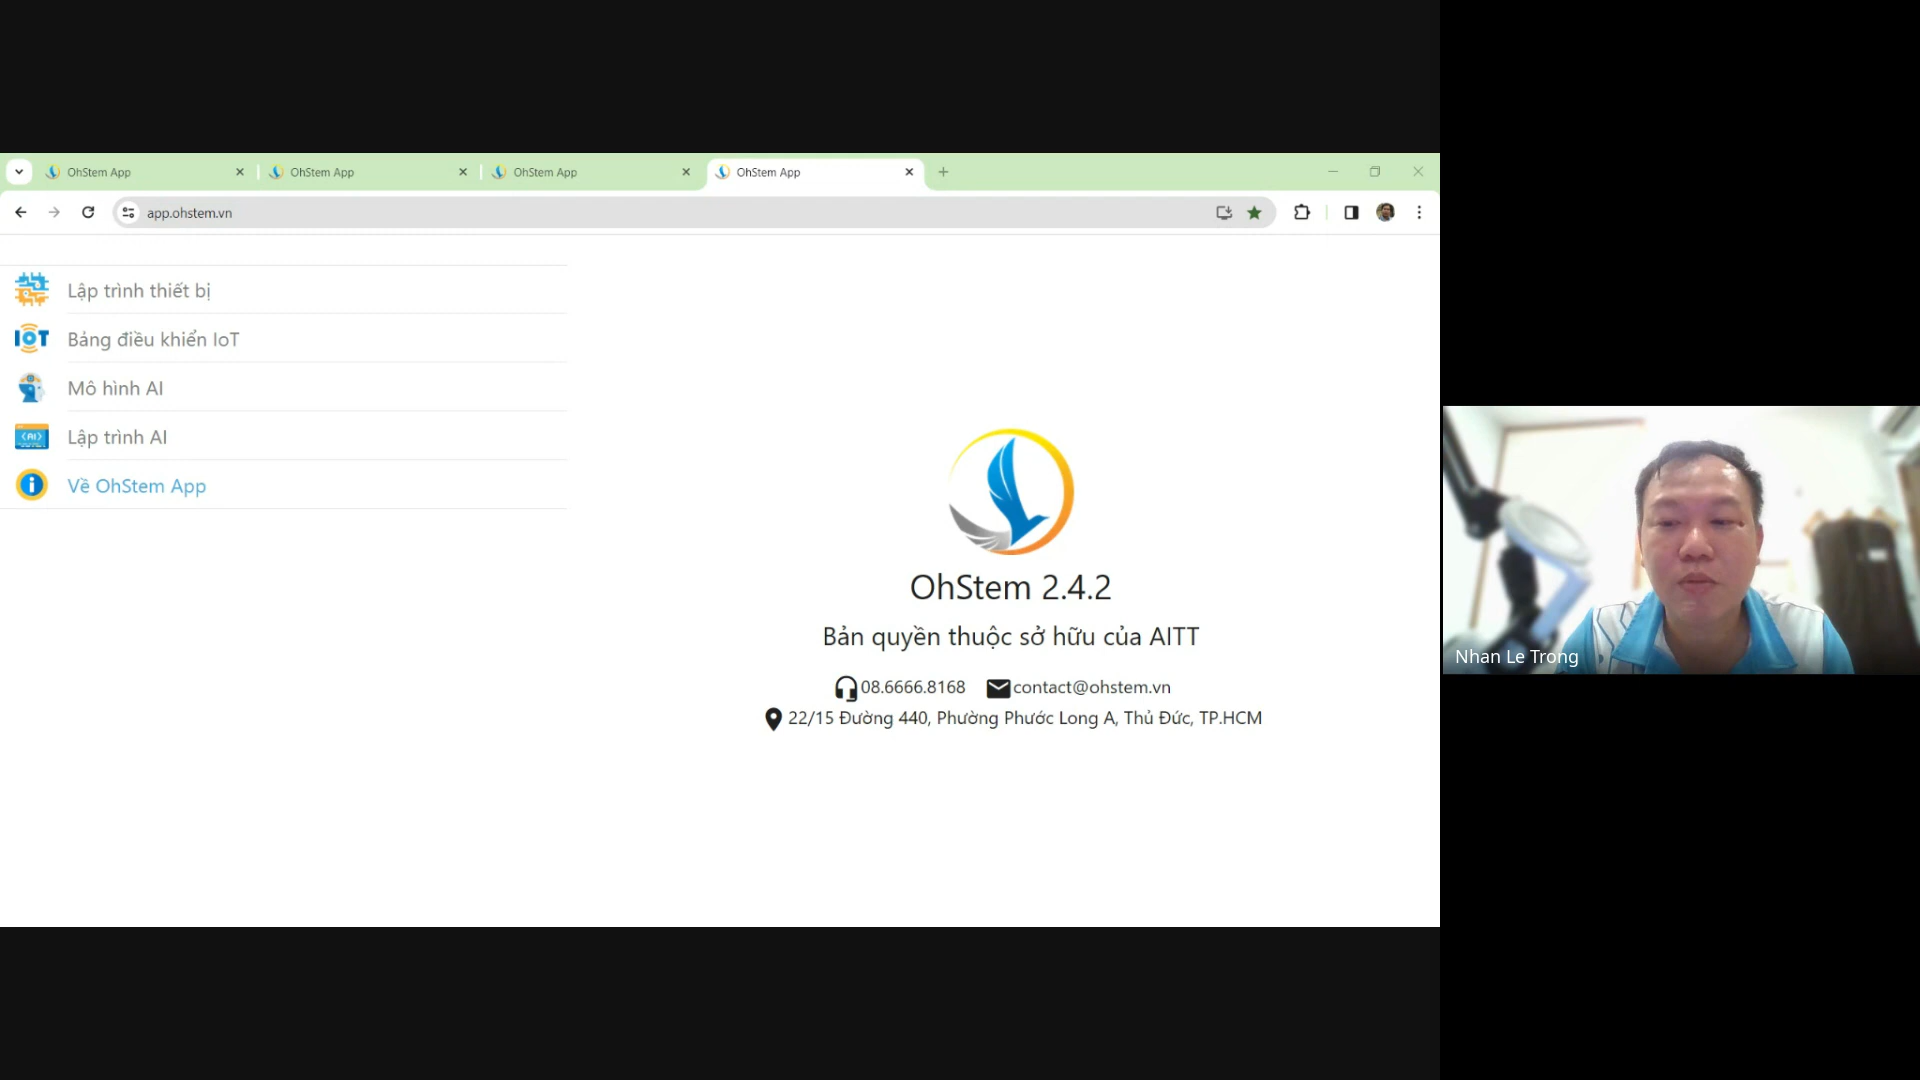 OhStem App
OhStem App
OhStem App
OhStem App
app.ohstem.vn
Lập trình thiết bị
IOT
Bảng điều khiển IoT
Mô hình AI
<AI>
Lập trình AI
Về OhStem App
OhStem 2.4.2
Bản quyền thuộc sở hữu của AITT
08.6666.8168 contact@ohstem.vn
22/15 Đường 440, Phường Phước Long A, Thủ Đức, TP.HCM
Nhan Le Trong